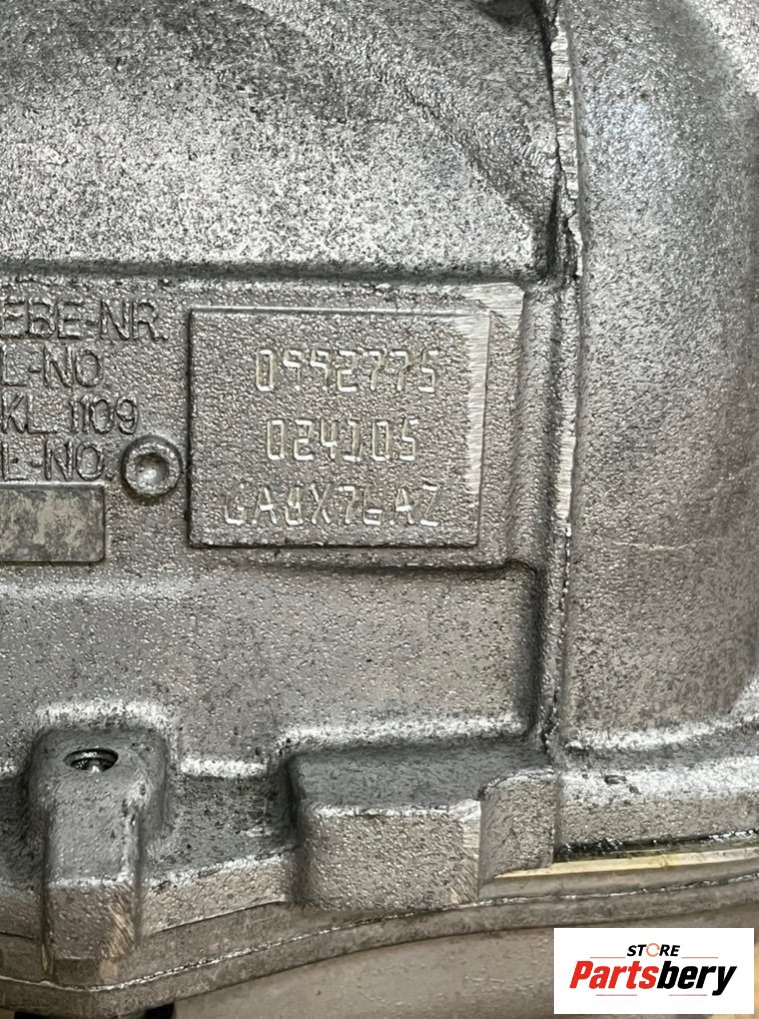 EBE-NR.
L-NO.
KL. 1109
L-NO.
0992775
024105
GA8X76AZ
STORE
Partsbery